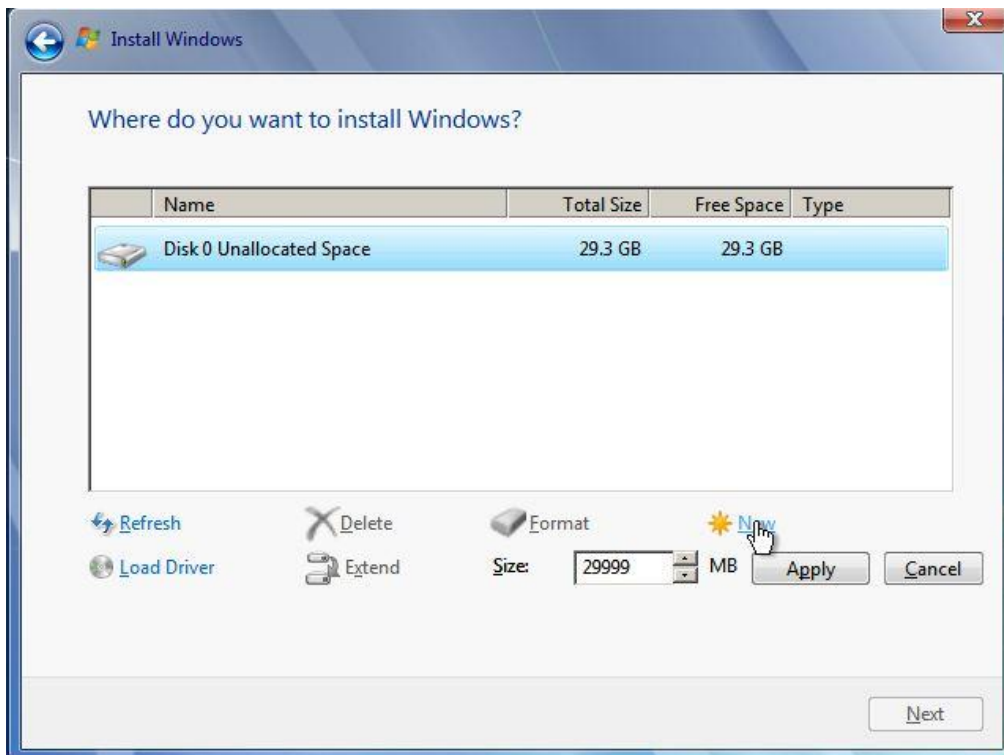 Install Windows
Where do you want to install Windows?
Name Total Size Free Space Type
Disk 0 Unallocated Space 29.3 GB 29.3 GB
Refresh Delete Format New
Load Driver Extend Size: 29999 MB Apply Cancel
Next